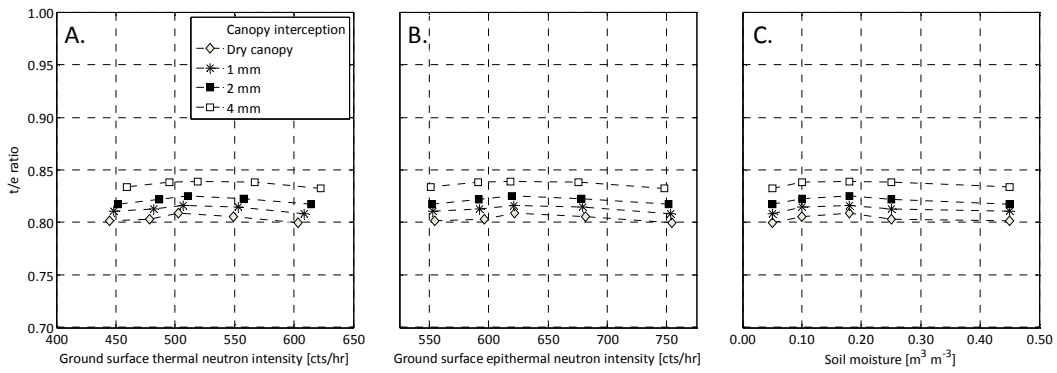 A.
Canopy interception
Dry canopy
1 mm
2 mm
4 mm
t/e ratio
1.00
0.95
0.90
0.85
0.80
0.75
0.70
400 450 500 550 600 650
Ground surface thermal neutron intensity [cts/hr]
B.
550 600 650 700 750
Ground surface epithermal neutron intensity [cts/hr]
C.
0.00 0.10 0.20 0.30 0.40 0.50
Soil moisture [m³ m⁻³]